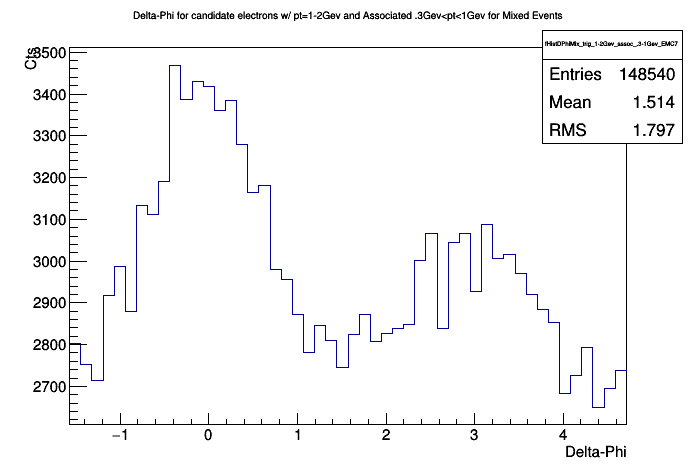 Delta-Phi for candidate electrons w/ pt=1-2Gev and Associated .3Gev<pt<1Gev for Mixed Events
fHistDPhiMix_trig_1-2Gev_assoc_.3-1Gev_EMC7
Entries 148540
Mean 1.514
RMS 1.797
Cts
3500
3400
3300
3200
3100
3000
2900
2800
2700
−1 0 1 2 3 4
Delta-Phi